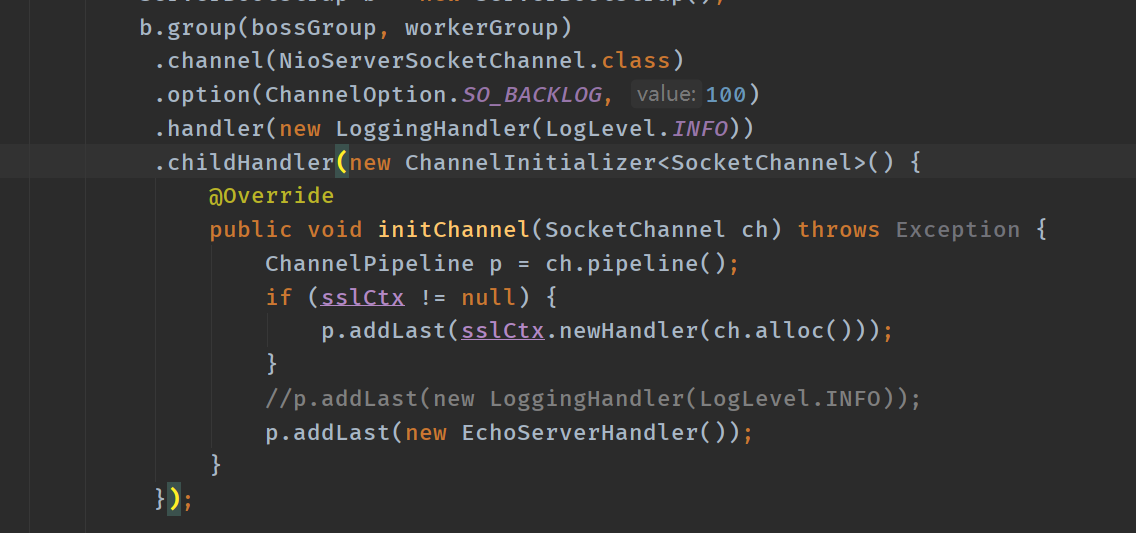 b.group(bossGroup, workerGroup)
.channel(NioServerSocketChannel.class)
.option(ChannelOption.SO_BACKLOG, value: 100)
.handler(new LoggingHandler(LogLevel.INFO))
.childHandler(new ChannelInitializer<SocketChannel>() {
@Override
public void initChannel(SocketChannel ch) throws Exception {
ChannelPipeline p = ch.pipeline();
if (sslCtx != null) {
p.addLast(sslCtx.newHandler(ch.alloc()));
}
//p.addLast(new LoggingHandler(LogLevel.INFO));
p.addLast(new EchoServerHandler());
}
});